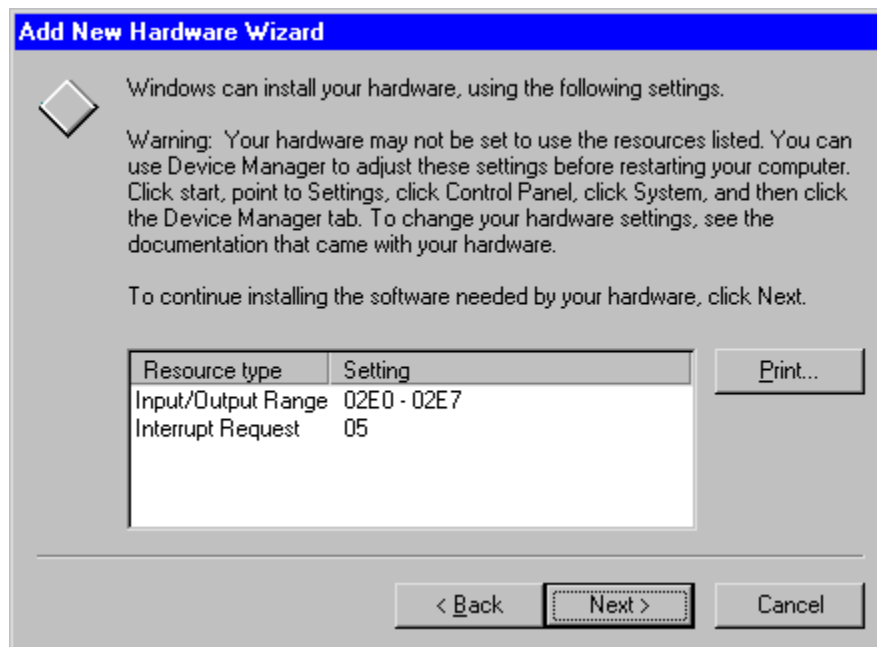 Add New Hardware Wizard
Windows can install your hardware, using the following settings.
Warning: Your hardware may not be set to use the resources listed. You can
use Device Manager to adjust these settings before restarting your computer.
Click start, point to Settings, click Control Panel, click System, and then click
the Device Manager tab. To change your hardware settings, see the
documentation that came with your hardware.
To continue installing the software needed by your hardware, click Next.
Resource type Setting
Input/Output Range 02E0 - 02E7
Interrupt Request 05
Print...
< Back Next > Cancel